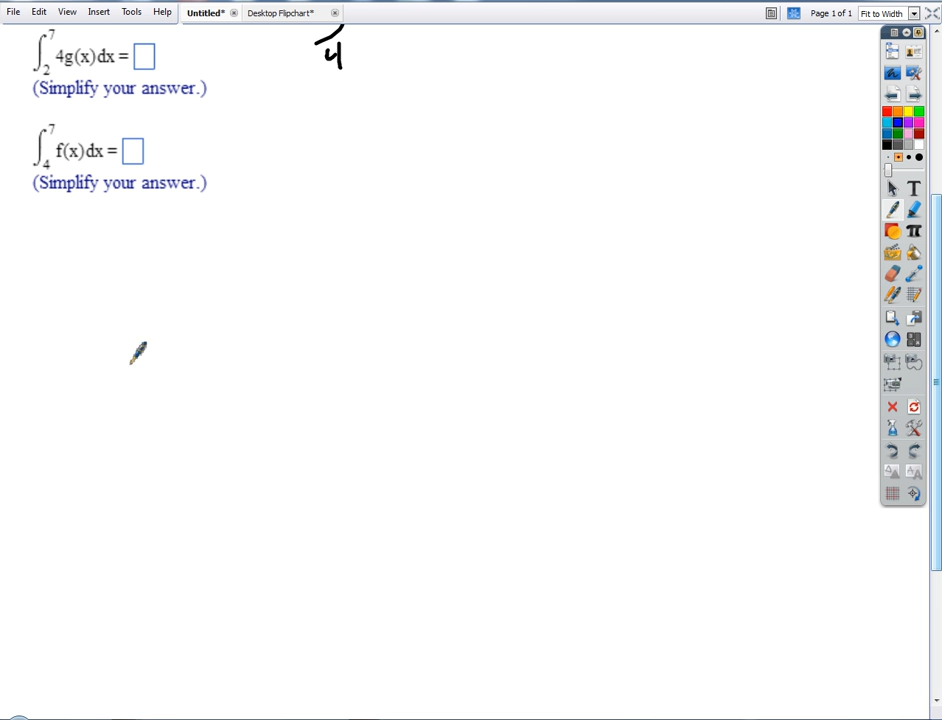 File Edit View Insert Tools Help Untitled* Desktop Flipchart* Page 1 of 1 Fit to Width
∫₂⁷ 4g(x)dx =
4
(Simplify your answer.)
∫₄⁷ f(x)dx =
(Simplify your answer.)